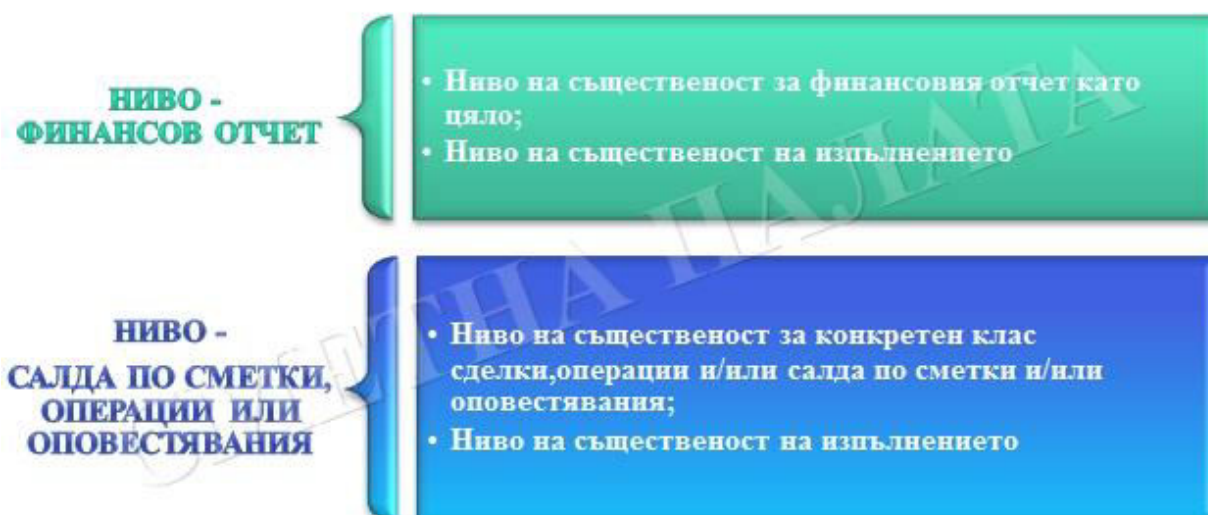 НИВО -
ФИНАНСОВ ОТЧЕТ
• Ниво на същественост за финансовия отчет като
цяло;
• Ниво на същественост на изпълнението
НИВО -
САЛДА ПО СМЕТКИ,
ОПЕРАЦИИ ИЛИ
ОПОВЕСТЯВАНИЯ
• Ниво на същественост за конкретен клас
сделки,операции и/или салда по сметки и/или
оповестявания;
• Ниво на същественост на изпълнението
СМЕТНА ПАЛАТА